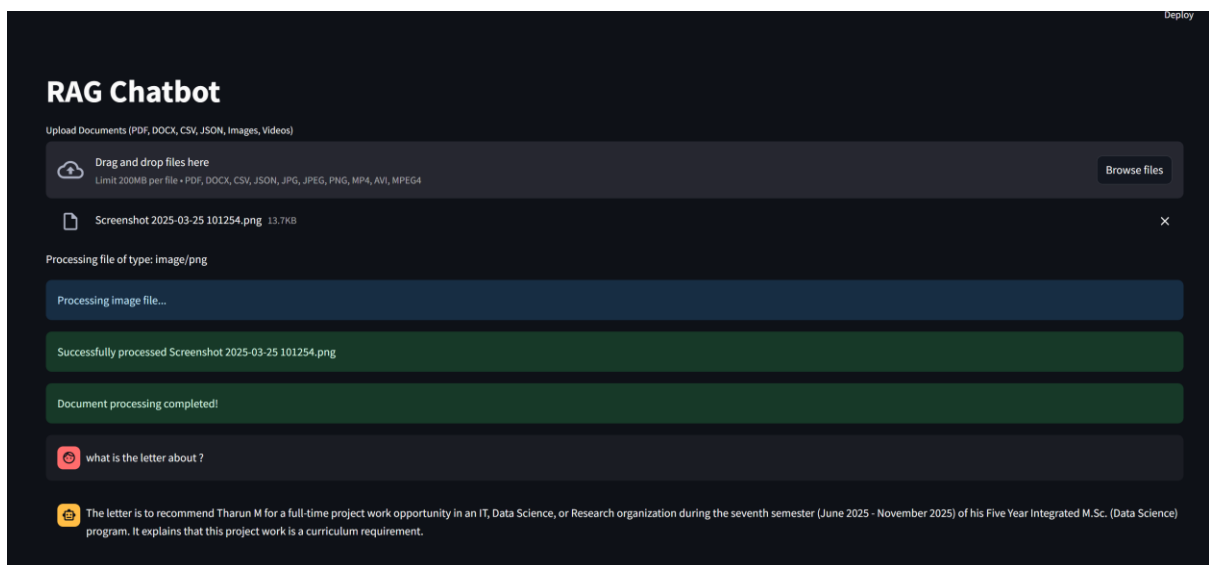 Deploy
RAG Chatbot
Upload Documents (PDF, DOCX, CSV, JSON, Images, Videos)
Drag and drop files here
Limit 200MB per file • PDF, DOCX, CSV, JSON, JPG, JPEG, PNG, MP4, AVI, MPEG4
Browse files
Screenshot 2025-03-25 101254.png 13.7KB
Processing file of type: image/png
Processing image file...
Successfully processed Screenshot 2025-03-25 101254.png
Document processing completed!
what is the letter about ?
The letter is to recommend Tharun M for a full-time project work opportunity in an IT, Data Science, or Research organization during the seventh semester (June 2025 - November 2025) of his Five Year Integrated M.Sc. (Data Science)
program. It explains that this project work is a curriculum requirement.